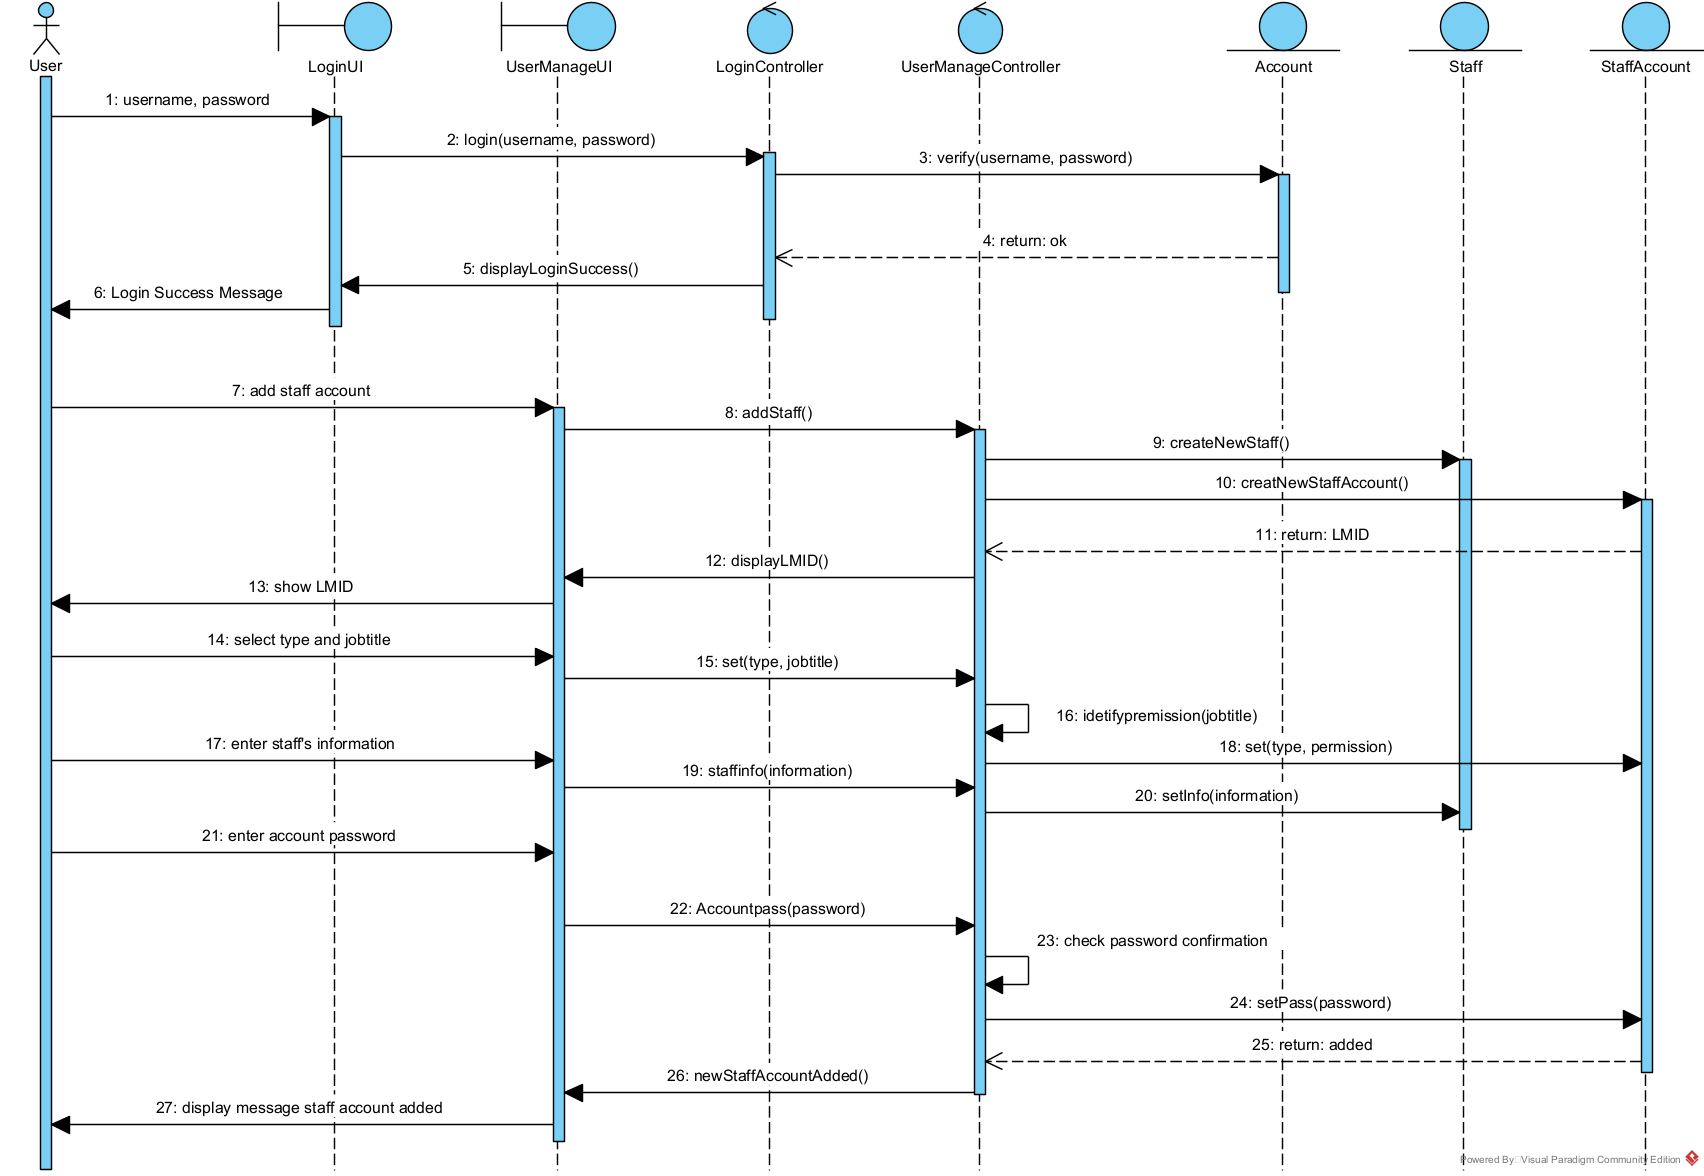 User
LoginUI
UserManageUI
LoginController
UserManageController
Account
Staff
StaffAccount
1: username, password
2: login(username, password)
3: verify(username, password)
4: return: ok
5: displayLoginSuccess()
6: Login Success Message
7: add staff account
8: addStaff()
9: createNewStaff()
10: creatNewStaffAccount()
11: return: LMID
12: displayLMID()
13: show LMID
14: select type and jobtitle
15: set(type, jobtitle)
16: idetifypremission(jobtitle)
17: enter staff's information
18: set(type, permission)
19: staffinfo(information)
20: setInfo(information)
21: enter account password
22: Accountpass(password)
23: check password confirmation
24: setPass(password)
25: return: added
26: newStaffAccountAdded()
27: display message staff account added
Powered By Visual Paradigm Community Edition